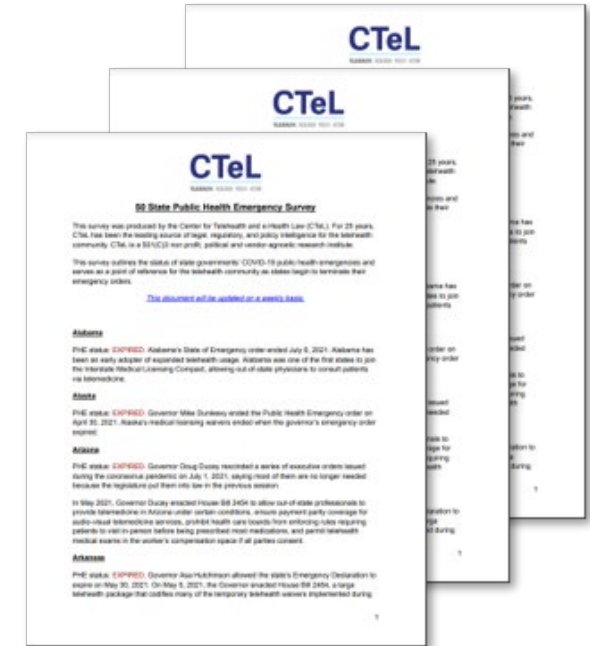 CTeL
CTeL
years,
CTeL
25 years,
50 State Public Health Emergency Survey
This survey was produced by the Center for Telehealth and e-Health Law (CTeL). For 25 years,
CTeL has been the leading source of legal, regulatory, and policy intelligence for the telehealth
community. CTeL is a 501(C)3 non profit, political and vendor-agnostic research institute.
This survey outlines the status of state governments' COVID-19 public health emergencies and
serves as a point of reference for the telehealth community as states begin to terminate their
emergency orders.
This document will be updated on a weekly basis.
Alabama
PHE status: EXPIRED. Alabama's State of Emergency order ended July 6, 2021. Alabama has
been an early adopter of expanded telehealth usage. Alabama was one of the first states to join
the Interstate Medical Licensing Compact, allowing out-of-state physicians to consult patients
via telemedicine.
Alaska
PHE status: EXPIRED. Governor Mike Dunleavy ended the Public Health Emergency order on
April 30, 2021. Alaska's medical licensing waivers ended when the governor's emergency order
expired.
Arizona
PHE status: EXPIRED. Governor Doug Ducey rescinded a series of executive orders issued
during the coronavirus pandemic on July 1, 2021, saying most of them are no longer needed
because the legislature put them into law in the previous session.
In May 2021, Governor Ducey enacted House Bill 2454 to allow out-of-state professionals to
provide telemedicine in Arizona under certain conditions, ensure payment parity coverage for
audio-visual telemedicine services, prohibit health care boards from enforcing rules requiring
patients to visit in-person before being prescribed most medications, and permit telehealth
medical exams in the worker's compensation space if all parties consent.
Arkansas
PHE status: EXPIRED. Governor Asa Hutchinson allowed the state's Emergency Declaration to
expire on May 30, 2021. On May 5, 2021, the Governor enacted House Bill 2454, a large
telehealth package that codifies many of the temporary telehealth waivers implemented during
1
1
1